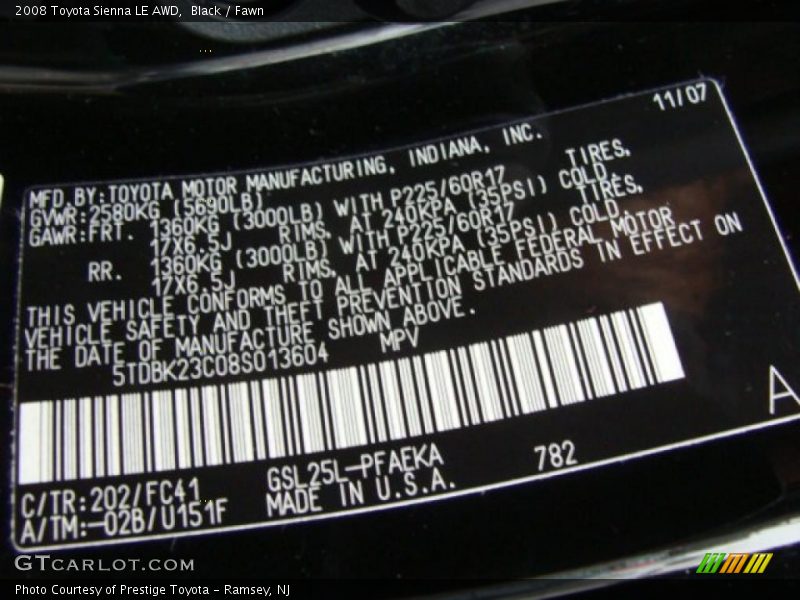 2008 Toyota Sienna LE AWD,  Black / Fawn
11/07
MFD.BY:TOYOTA MOTOR MANUFACTURING, INDIANA, INC.
GVWR:2580KG (5690LB)
GAWR:FRT. 1360KG (3000LB) WITH P225/60R17 TIRES,
17X6.5J RIMS, AT 240KPA (35PSI) COLD.
RR. 1360KG (3000LB) WITH P225/60R17 TIRES,
17X6.5J RIMS, AT 240KPA (35PSI) COLD.
THIS VEHICLE CONFORMS TO ALL APPLICABLE FEDERAL MOTOR
VEHICLE SAFETY AND THEFT PREVENTION STANDARDS IN EFFECT ON
THE DATE OF MANUFACTURE SHOWN ABOVE.
5TDBK23C08S013604 MPV
A
C/TR:202/FC41 GSL25L-PFAEKA 782
A/TM:-02B/U151F MADE IN U.S.A.
GTCARLOT.COM
Photo Courtesy of Prestige Toyota - Ramsey, NJ